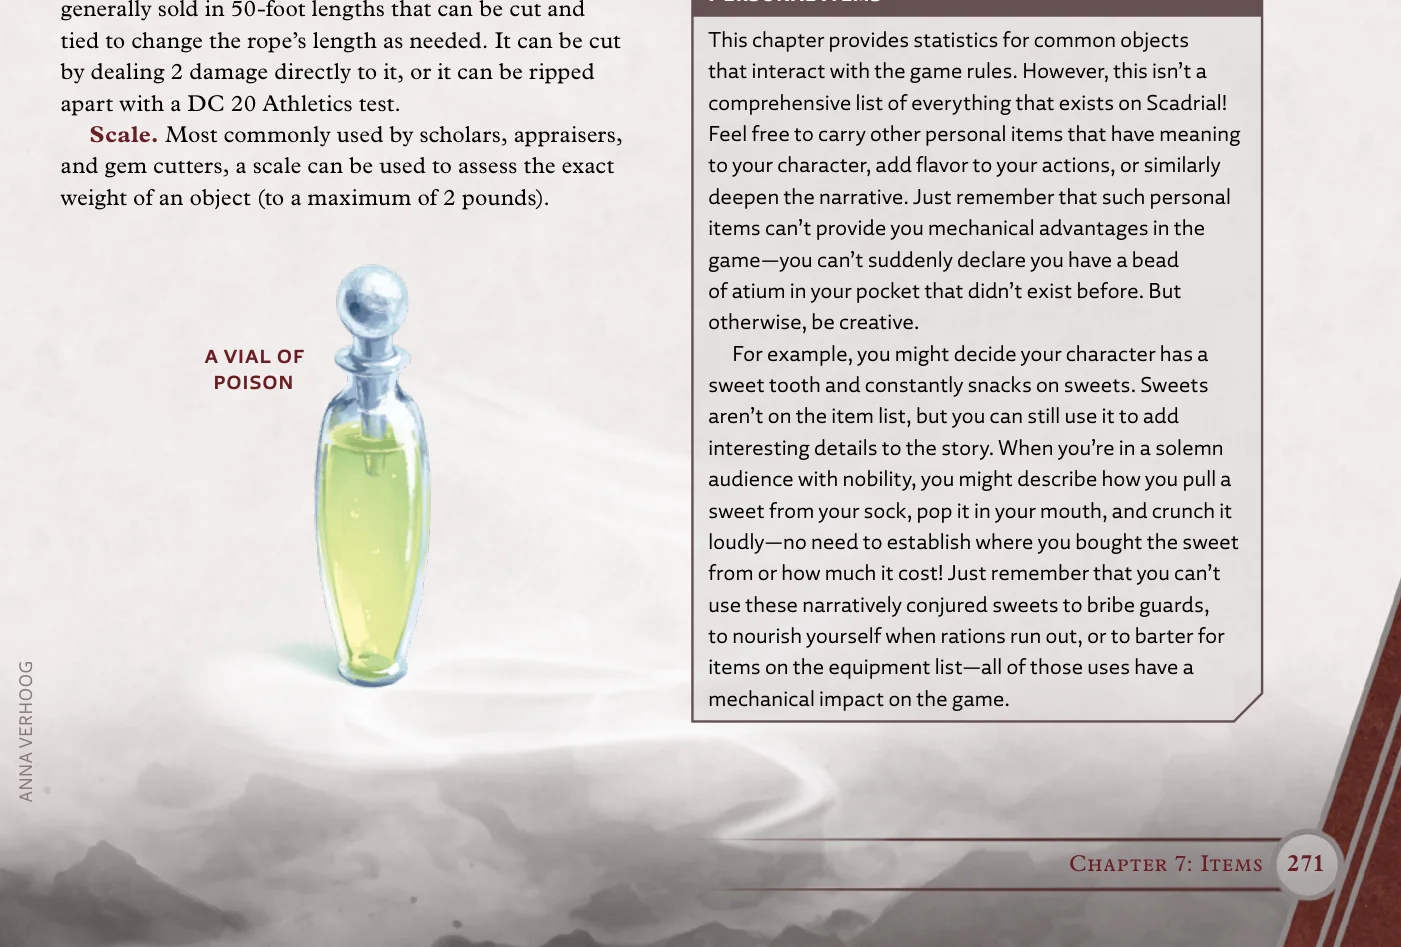 generally sold in 50-foot lengths that can be cut and
tied to change the rope’s length as needed. It can be cut
by dealing 2 damage directly to it, or it can be ripped
apart with a DC 20 Athletics test.
Scale. Most commonly used by scholars, appraisers,
and gem cutters, a scale can be used to assess the exact
weight of an object (to a maximum of 2 pounds).
A VIAL OF
POISON
ANNA VERHOOG
This chapter provides statistics for common objects
that interact with the game rules. However, this isn’t a
comprehensive list of everything that exists on Scadrial!
Feel free to carry other personal items that have meaning
to your character, add flavor to your actions, or similarly
deepen the narrative. Just remember that such personal
items can’t provide you mechanical advantages in the
game—you can’t suddenly declare you have a bead
of atium in your pocket that didn’t exist before. But
otherwise, be creative.
For example, you might decide your character has a
sweet tooth and constantly snacks on sweets. Sweets
aren’t on the item list, but you can still use it to add
interesting details to the story. When you’re in a solemn
audience with nobility, you might describe how you pull a
sweet from your sock, pop it in your mouth, and crunch it
loudly—no need to establish where you bought the sweet
from or how much it cost! Just remember that you can’t
use these narratively conjured sweets to bribe guards,
to nourish yourself when rations run out, or to barter for
items on the equipment list—all of those uses have a
mechanical impact on the game.
Chapter 7: Items 271